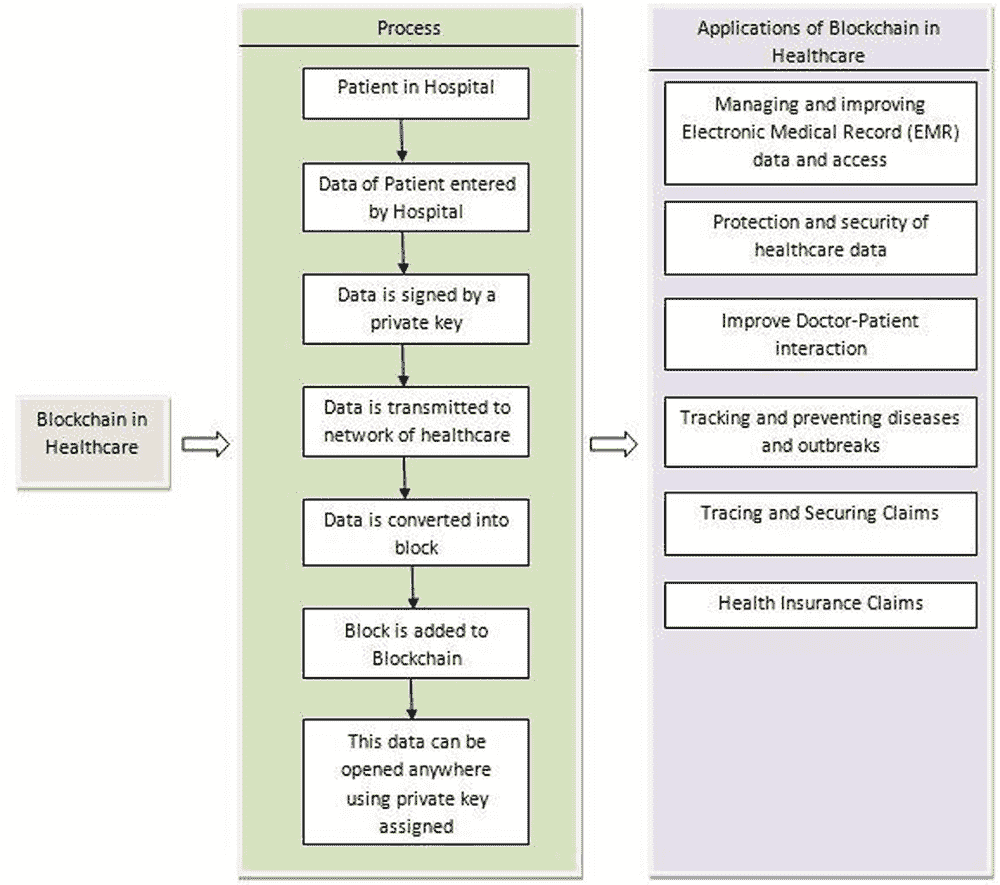 Blockchain in
Healthcare
Process
Patient in Hospital
Data of Patient entered
by Hospital
Data is signed by a
private key
Data is transmitted to
network of healthcare
Data is converted into
block
Block is added to
Blockchain
This data can be
opened anywhere
using private key
assigned
Applications of Blockchain in
Healthcare
Managing and improving
Electronic Medical Record (EMR)
data and access
Protection and security of
healthcare data
Improve Doctor-Patient
interaction
Tracking and preventing diseases
and outbreaks
Tracing and Securing Claims
Health Insurance Claims